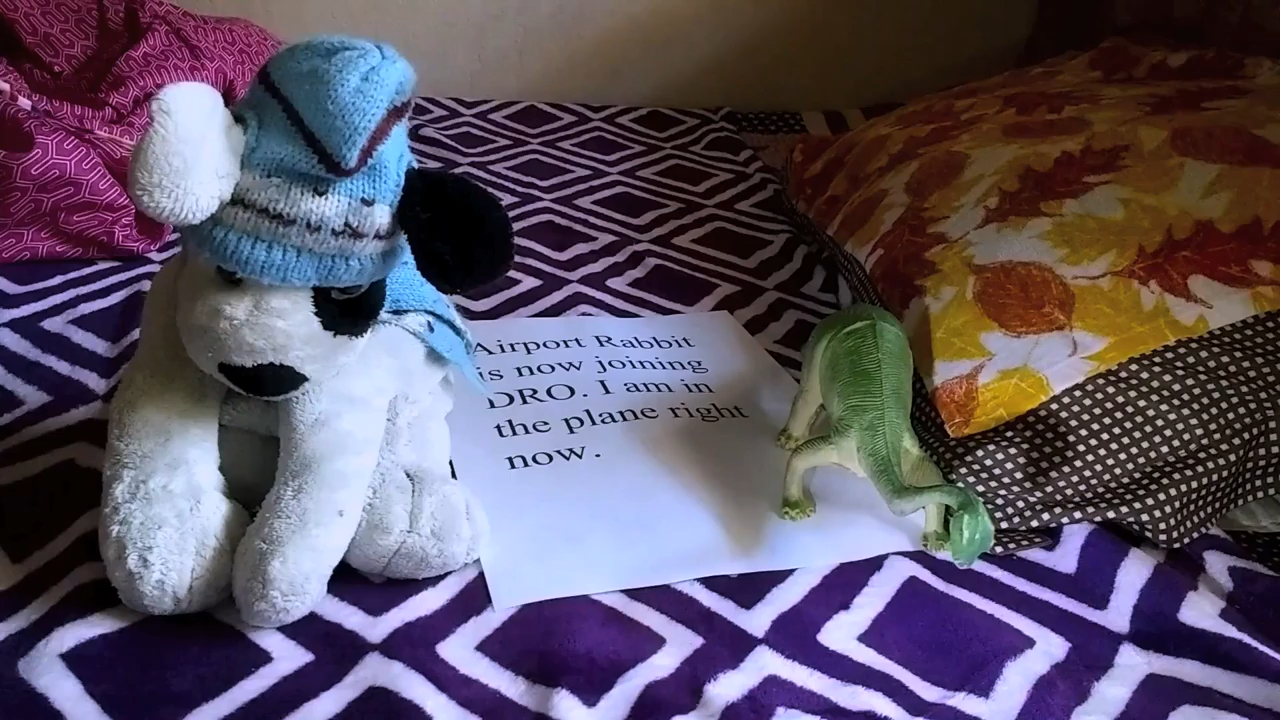 Airport Rabbit
is now joining
DRO. I am in
the plane right
now.